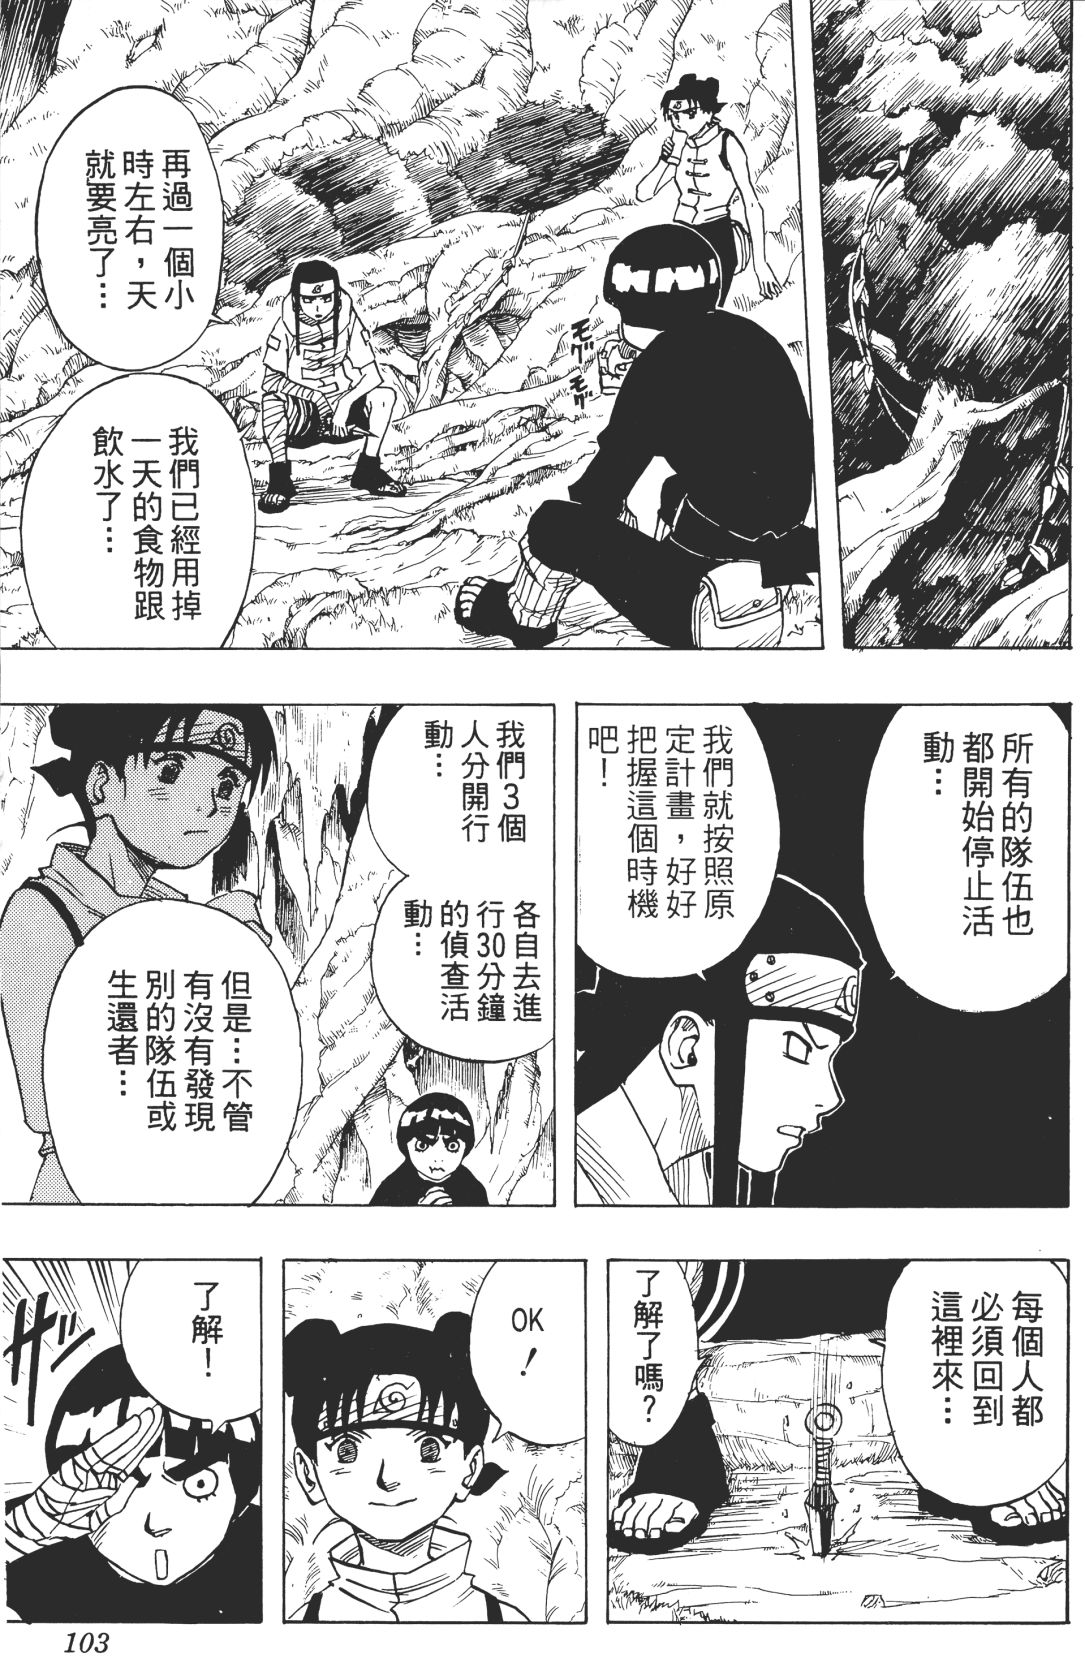 再過一個小
時左右，天
就要亮了…
我們已經用掉
一天的食物跟
飲水了…
モグ
モグ
所有的隊伍也
都開始停止活
動…
我們就按照原
定計畫，好好
把握這個時機
吧！
我們3個
人分開行
動…
各自去進
行30分鐘
的偵查活
動…
但是…不管
有沒有發現
別的隊伍或
生還者…
每個人都
必須回到
這裡來…
了解了嗎？
OK
！
了解！
ガッ
103